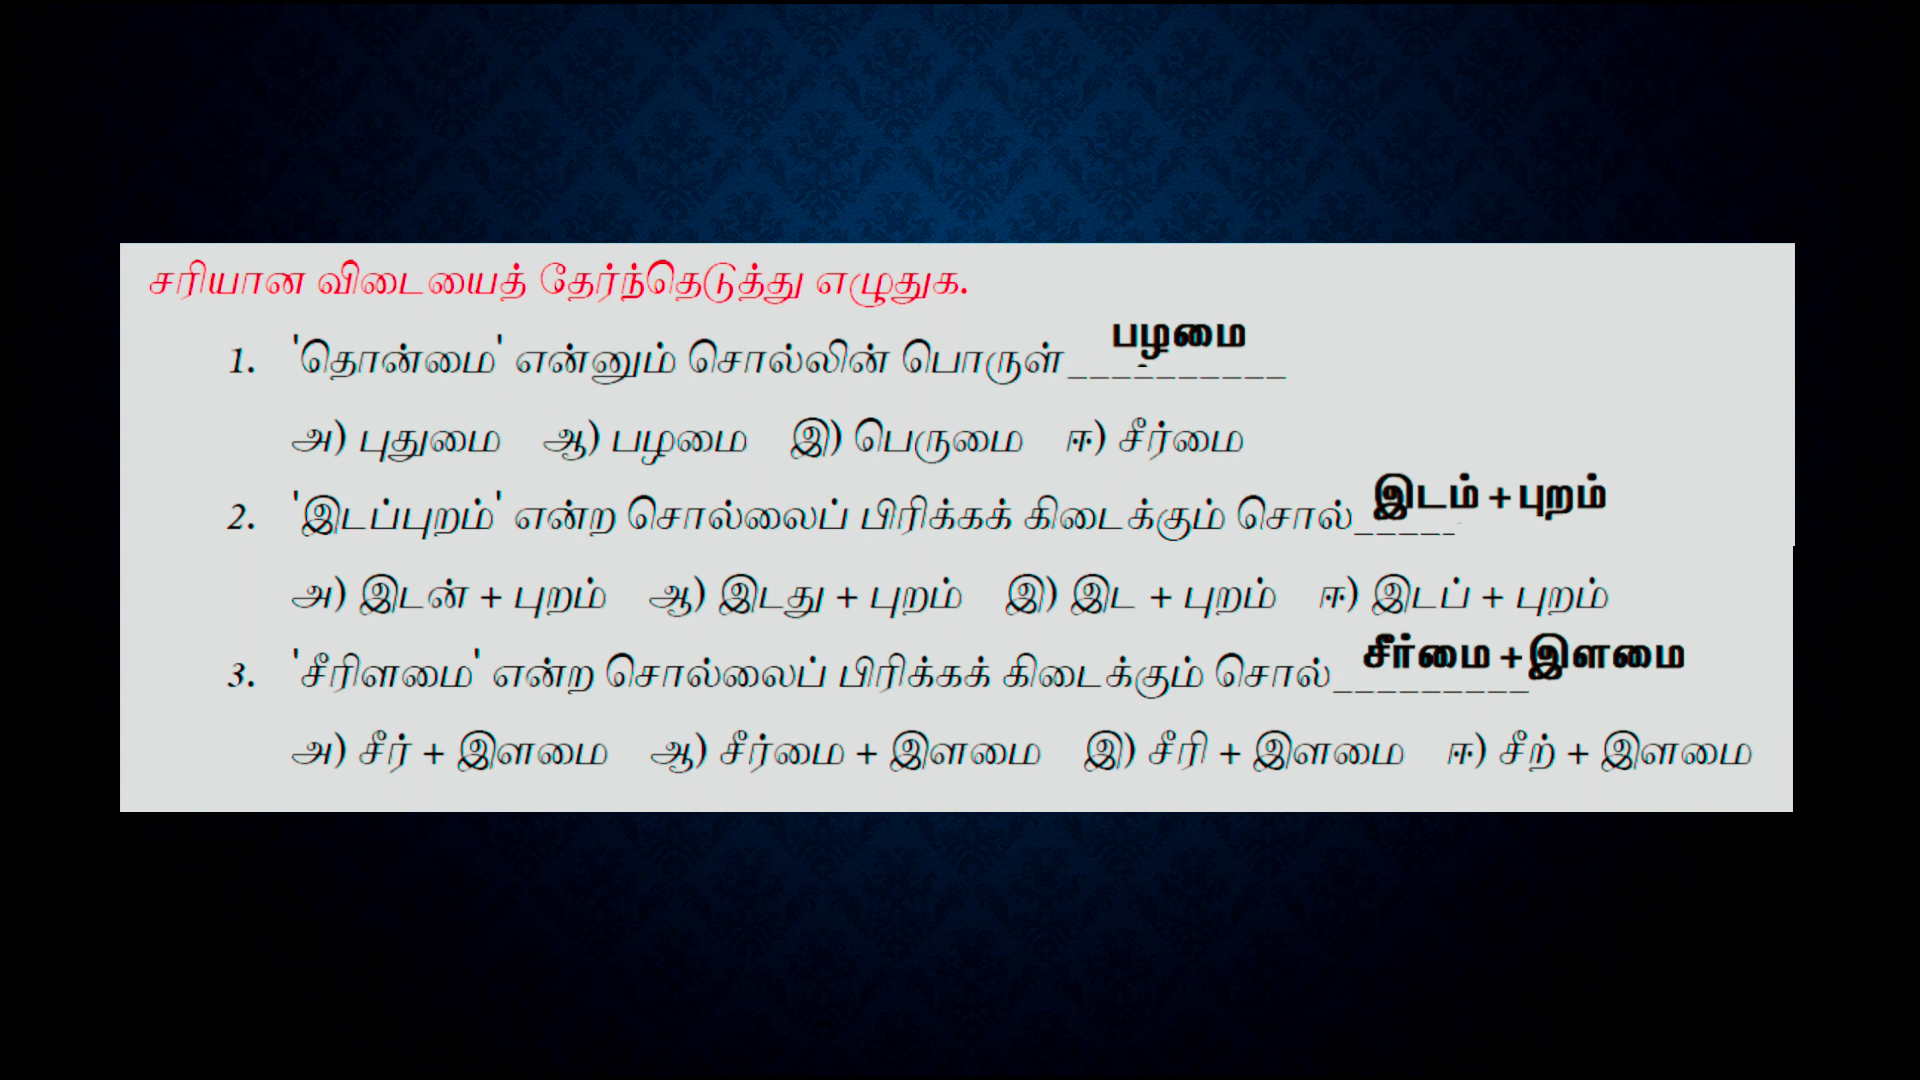 சரியான விடையைத் தேர்ந்தெடுத்து எழுதுக.
1. 'தொன்மை' என்னும் சொல்லின் பொருள் __________ பழமை
அ) புதுமை ஆ) பழமை இ) பெருமை ஈ) சீர்மை
2. 'இடப்புறம்' என்ற சொல்லைப் பிரிக்கக் கிடைக்கும் சொல் _____ இடம் + புறம்
அ) இடன் + புறம் ஆ) இடது + புறம் இ) இட + புறம் ஈ) இடப் + புறம்
3. 'சீரிளமை' என்ற சொல்லைப் பிரிக்கக் கிடைக்கும் சொல் _________ சீர்மை + இளமை
அ) சீர் + இளமை ஆ) சீர்மை + இளமை இ) சீரி + இளமை ஈ) சீற் + இளமை